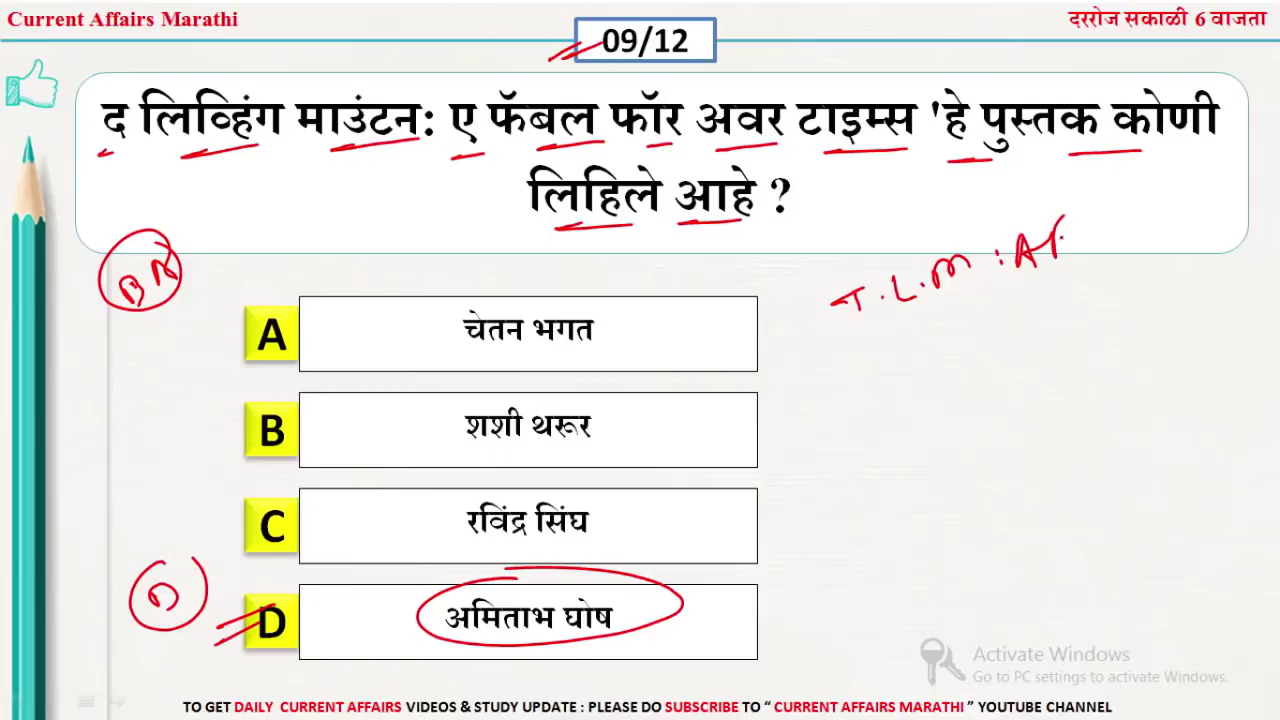 Current Affairs Marathi
दररोज सकाळी 6 वाजता
09/12
द लिव्हिंग माउंटन: ए फॅबल फॉर अवर टाइम्स 'हे पुस्तक कोणी
लिहिले आहे ?
BN
T.L.M : AF
A चेतन भगत
B शशी थरूर
C रविंद्र सिंघ
D
D अमिताभ घोष
Activate Windows
Go to PC settings to activate Windows.
TO GET DAILY CURRENT AFFAIRS VIDEOS & STUDY UPDATE : PLEASE DO SUBSCRIBE TO “ CURRENT AFFAIRS MARATHI ” YOUTUBE CHANNEL